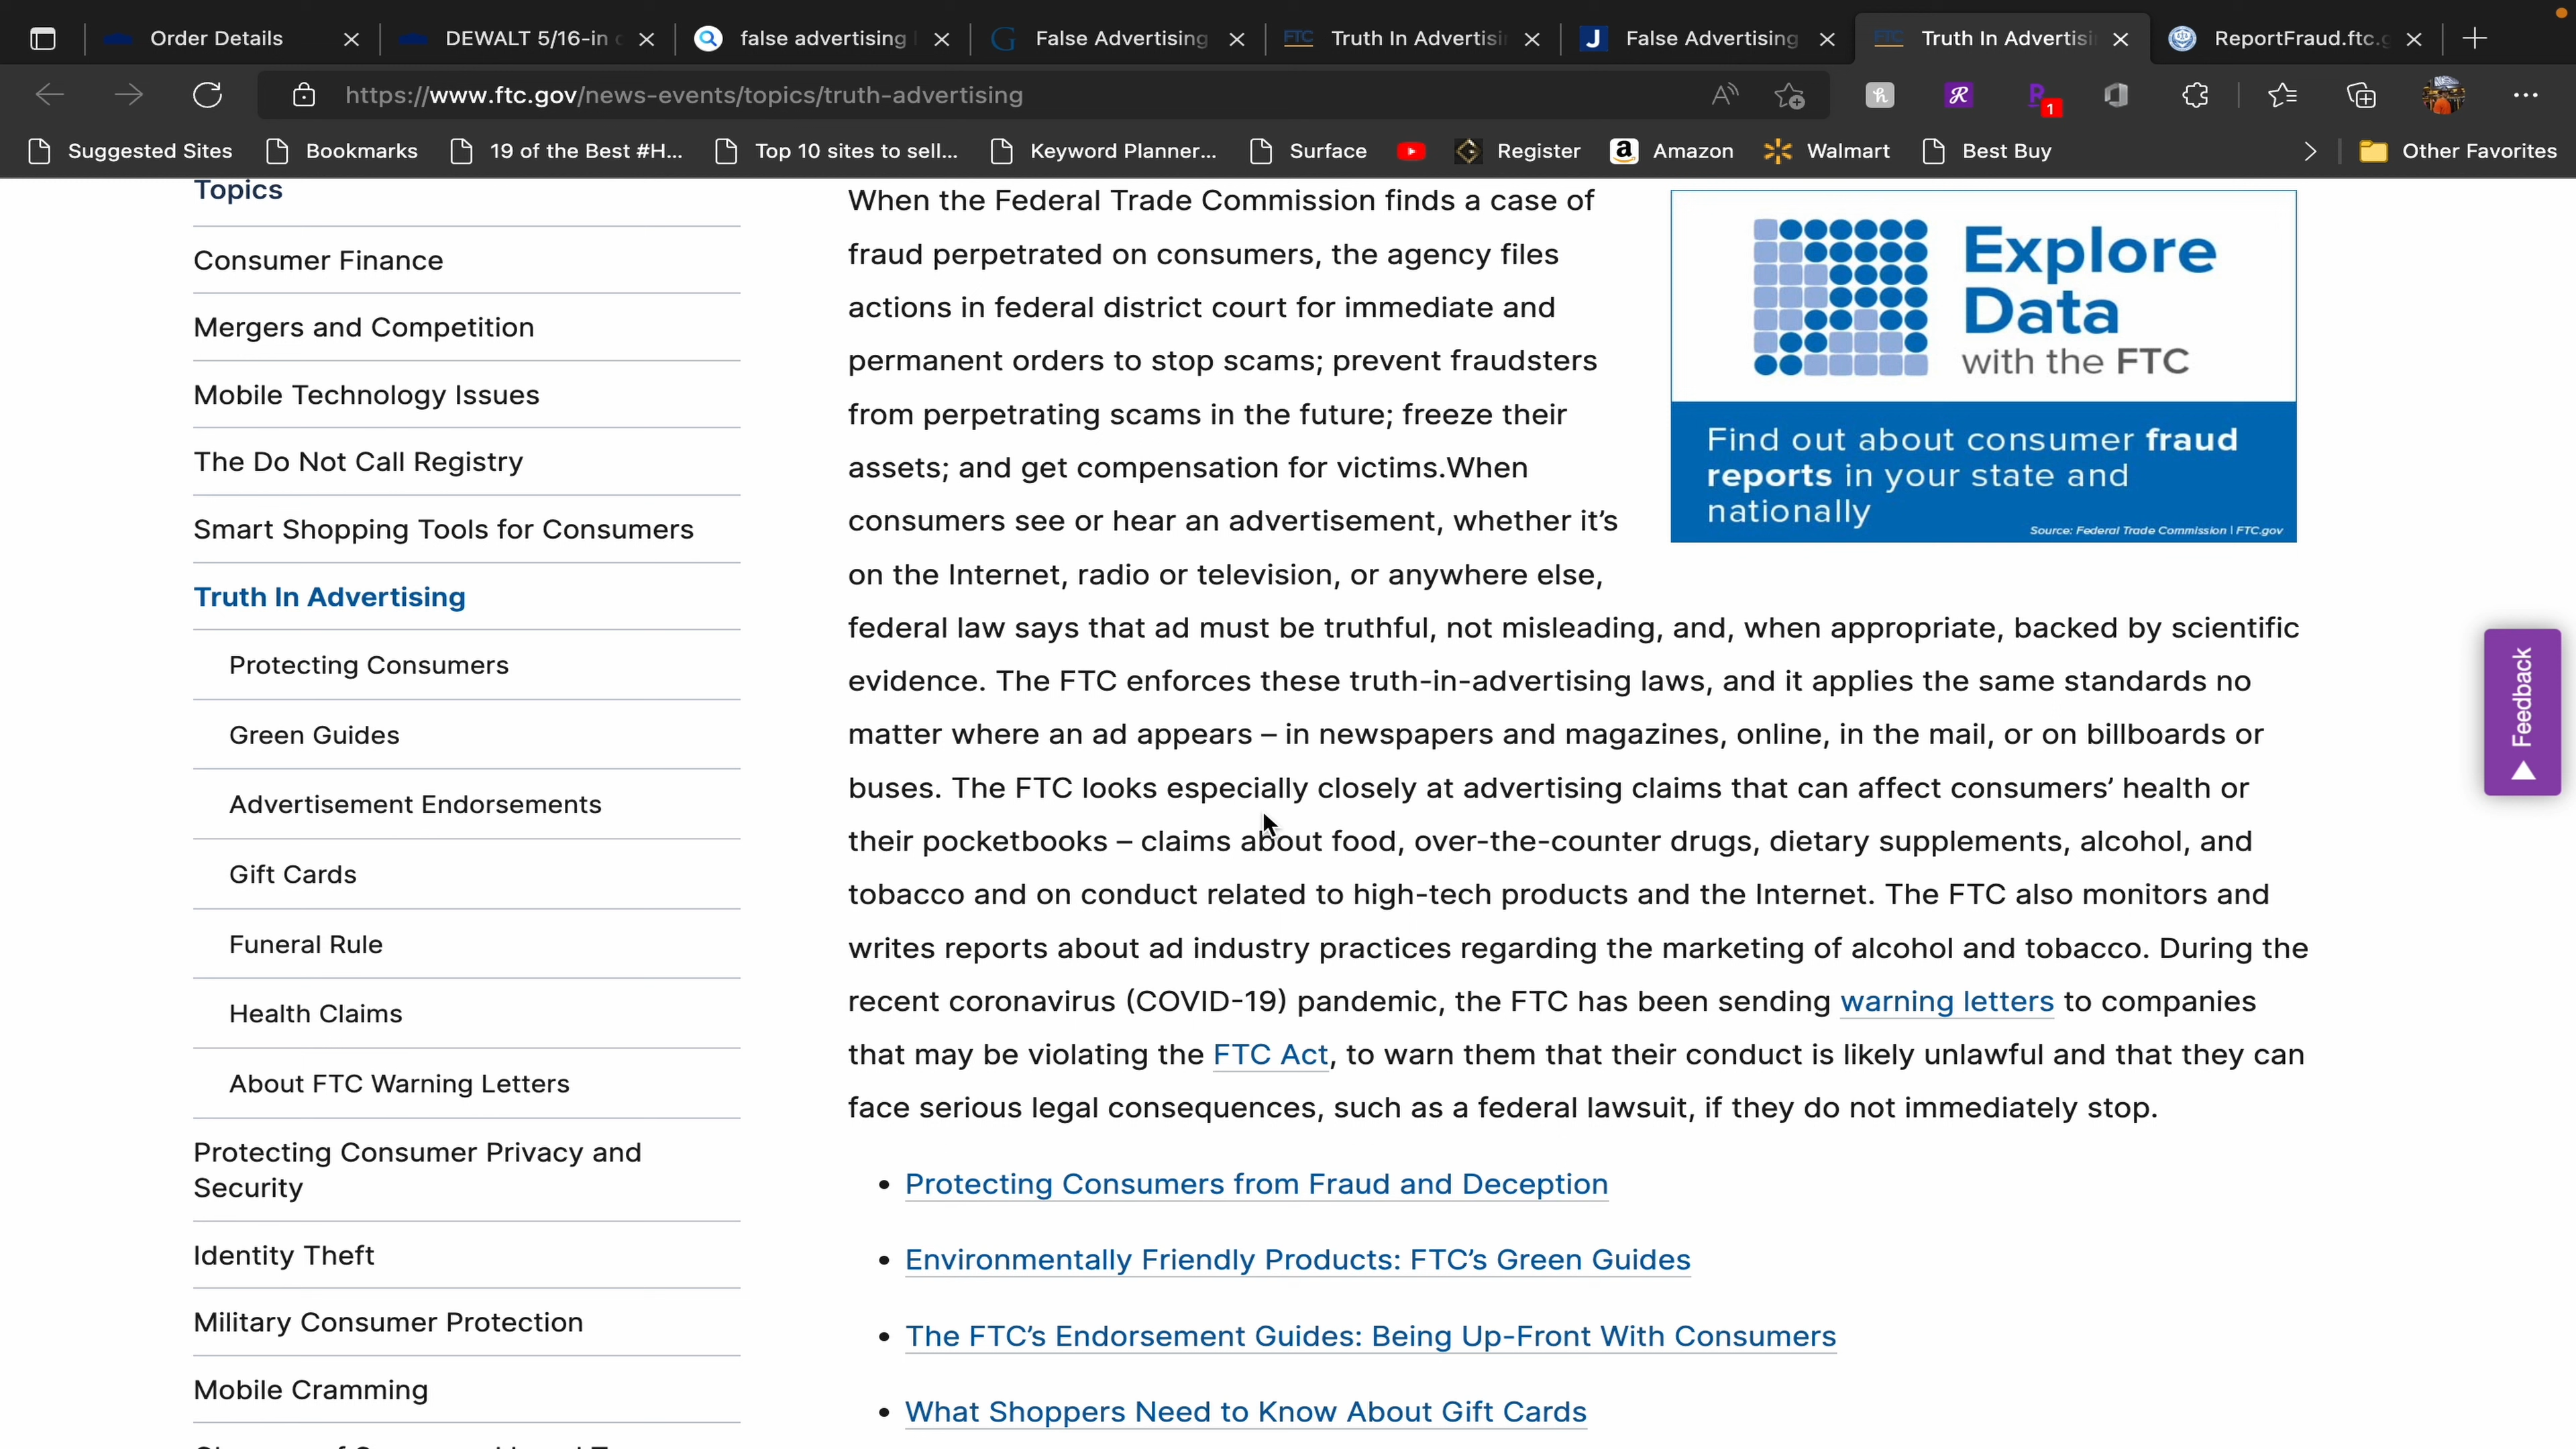 Order Details
DEWALT 5/16-in
false advertising
False Advertising
FTC
Truth In Advertisi
J
False Advertising
FTC
Truth In Advertisi
ReportFraud.ftc.g
https://www.ftc.gov/news-events/topics/truth-advertising
1
Suggested Sites
Bookmarks
19 of the Best #H...
Top 10 sites to sell...
Keyword Planner...
Surface
Register
Amazon
Walmart
Best Buy
Other Favorites
Topics
Consumer Finance
Mergers and Competition
Mobile Technology Issues
The Do Not Call Registry
Smart Shopping Tools for Consumers
Truth In Advertising
Protecting Consumers
Green Guides
Advertisement Endorsements
Gift Cards
Funeral Rule
Health Claims
About FTC Warning Letters
Protecting Consumer Privacy and
Security
Identity Theft
Military Consumer Protection
Mobile Cramming
When the Federal Trade Commission finds a case of
fraud perpetrated on consumers, the agency files
actions in federal district court for immediate and
permanent orders to stop scams; prevent fraudsters
from perpetrating scams in the future; freeze their
assets; and get compensation for victims.When
consumers see or hear an advertisement, whether it’s
on the Internet, radio or television, or anywhere else,
federal law says that ad must be truthful, not misleading, and, when appropriate, backed by scientific
evidence. The FTC enforces these truth-in-advertising laws, and it applies the same standards no
matter where an ad appears – in newspapers and magazines, online, in the mail, or on billboards or
buses. The FTC looks especially closely at advertising claims that can affect consumers’ health or
their pocketbooks – claims about food, over-the-counter drugs, dietary supplements, alcohol, and
tobacco and on conduct related to high-tech products and the Internet. The FTC also monitors and
writes reports about ad industry practices regarding the marketing of alcohol and tobacco. During the
recent coronavirus (COVID-19) pandemic, the FTC has been sending warning letters to companies
that may be violating the FTC Act, to warn them that their conduct is likely unlawful and that they can
face serious legal consequences, such as a federal lawsuit, if they do not immediately stop.
• Protecting Consumers from Fraud and Deception
• Environmentally Friendly Products: FTC’s Green Guides
• The FTC’s Endorsement Guides: Being Up-Front With Consumers
• What Shoppers Need to Know About Gift Cards
Explore
Data
with the FTC
Find out about consumer fraud
reports in your state and
nationally
Source: Federal Trade Commission | FTC.gov
Feedback